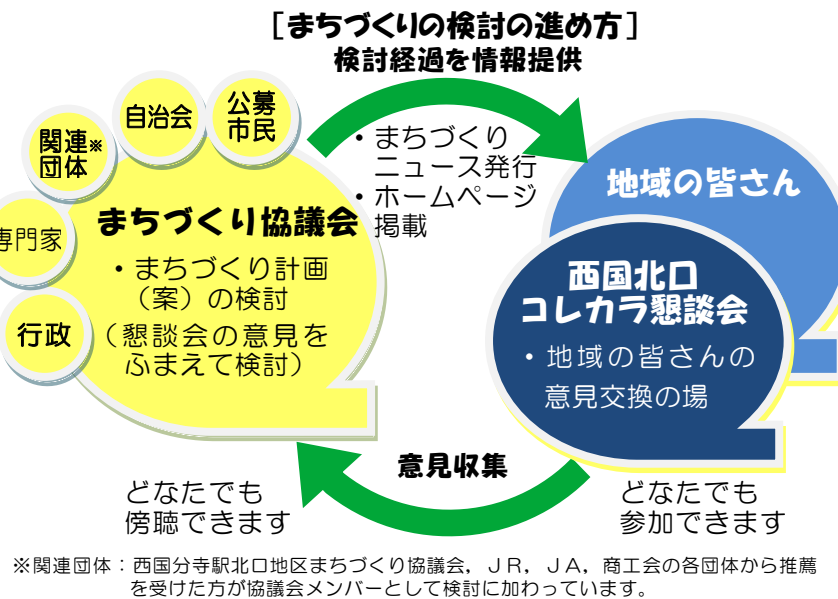 ［まちづくりの検討の進め方］
検討経過を情報提供
公募
市民
自治会
関連※
団体
専門家
行政
まちづくり協議会
・まちづくり計画
（案）の検討
（懇談会の意見を
ふまえて検討）
・まちづくり
ニュース発行
・ホームページ
掲載
地域の皆さん
西国北口
コレカラ懇談会
・地域の皆さんの
意見交換の場
意見収集
どなたでも
傍聴できます
どなたでも
参加できます
※関連団体：西国分寺駅北口地区まちづくり協議会，ＪＲ，ＪＡ，商工会の各団体から推薦
を受けた方が協議会メンバーとして検討に加わっています。